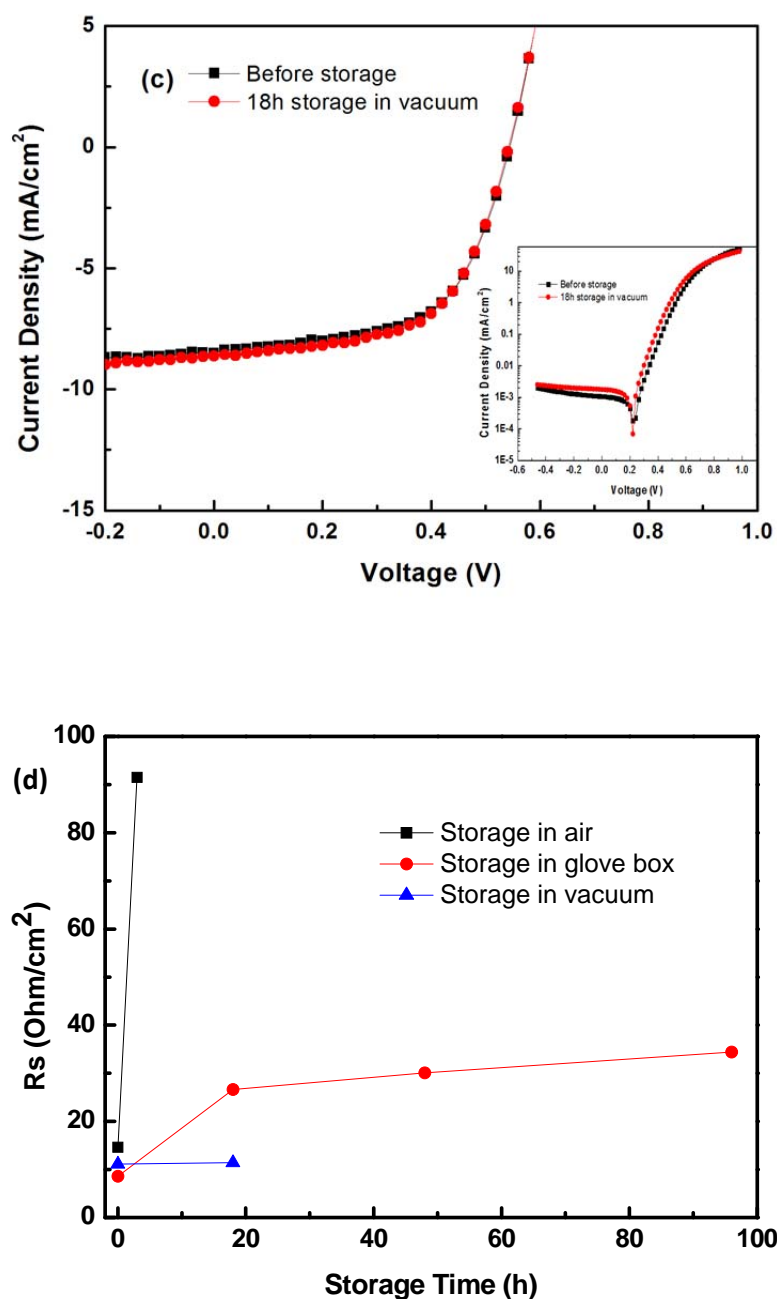 5
(c)
Before storage
18h storage in vacuum
0
-5
-10
-15
Current Density (mA/cm²)
-0.2 0.0 0.2 0.4 0.6 0.8 1.0
Voltage (V)
10
1
0.1
0.01
1E-3
1E-4
1E-5
Current Density (mA/cm²)
Before storage
18h storage in vacuum
-0.6 -0.4 -0.2 0.0 0.2 0.4 0.6 0.8 1.0
Voltage (V)
100
(d)
80
60
40
20
0
Rs (Ohm/cm²)
Storage in air
Storage in glove box
Storage in vacuum
0 20 40 60 80 100
Storage Time (h)